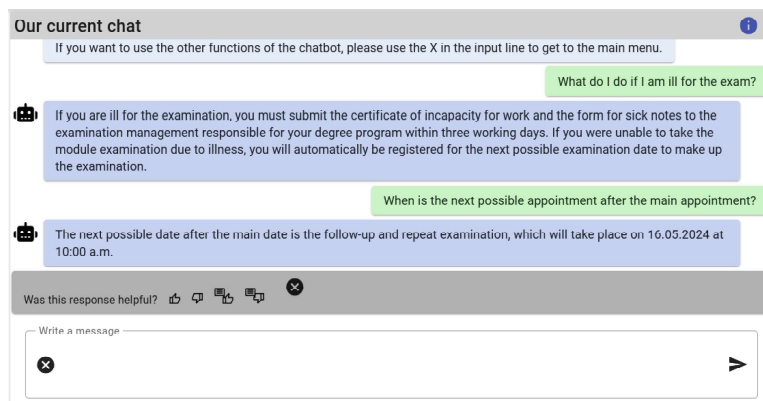 Our current chat
If you want to use the other functions of the chatbot, please use the X in the input line to get to the main menu.
What do I do if I am ill for the exam?
If you are ill for the examination, you must submit the certificate of incapacity for work and the form for sick notes to the
examination management responsible for your degree program within three working days. If you were unable to take the
module examination due to illness, you will automatically be registered for the next possible examination date to make up
the examination.
When is the next possible appointment after the main appointment?
The next possible date after the main date is the follow-up and repeat examination, which will take place on 16.05.2024 at
10:00 a.m.
Was this response helpful?
Write a message